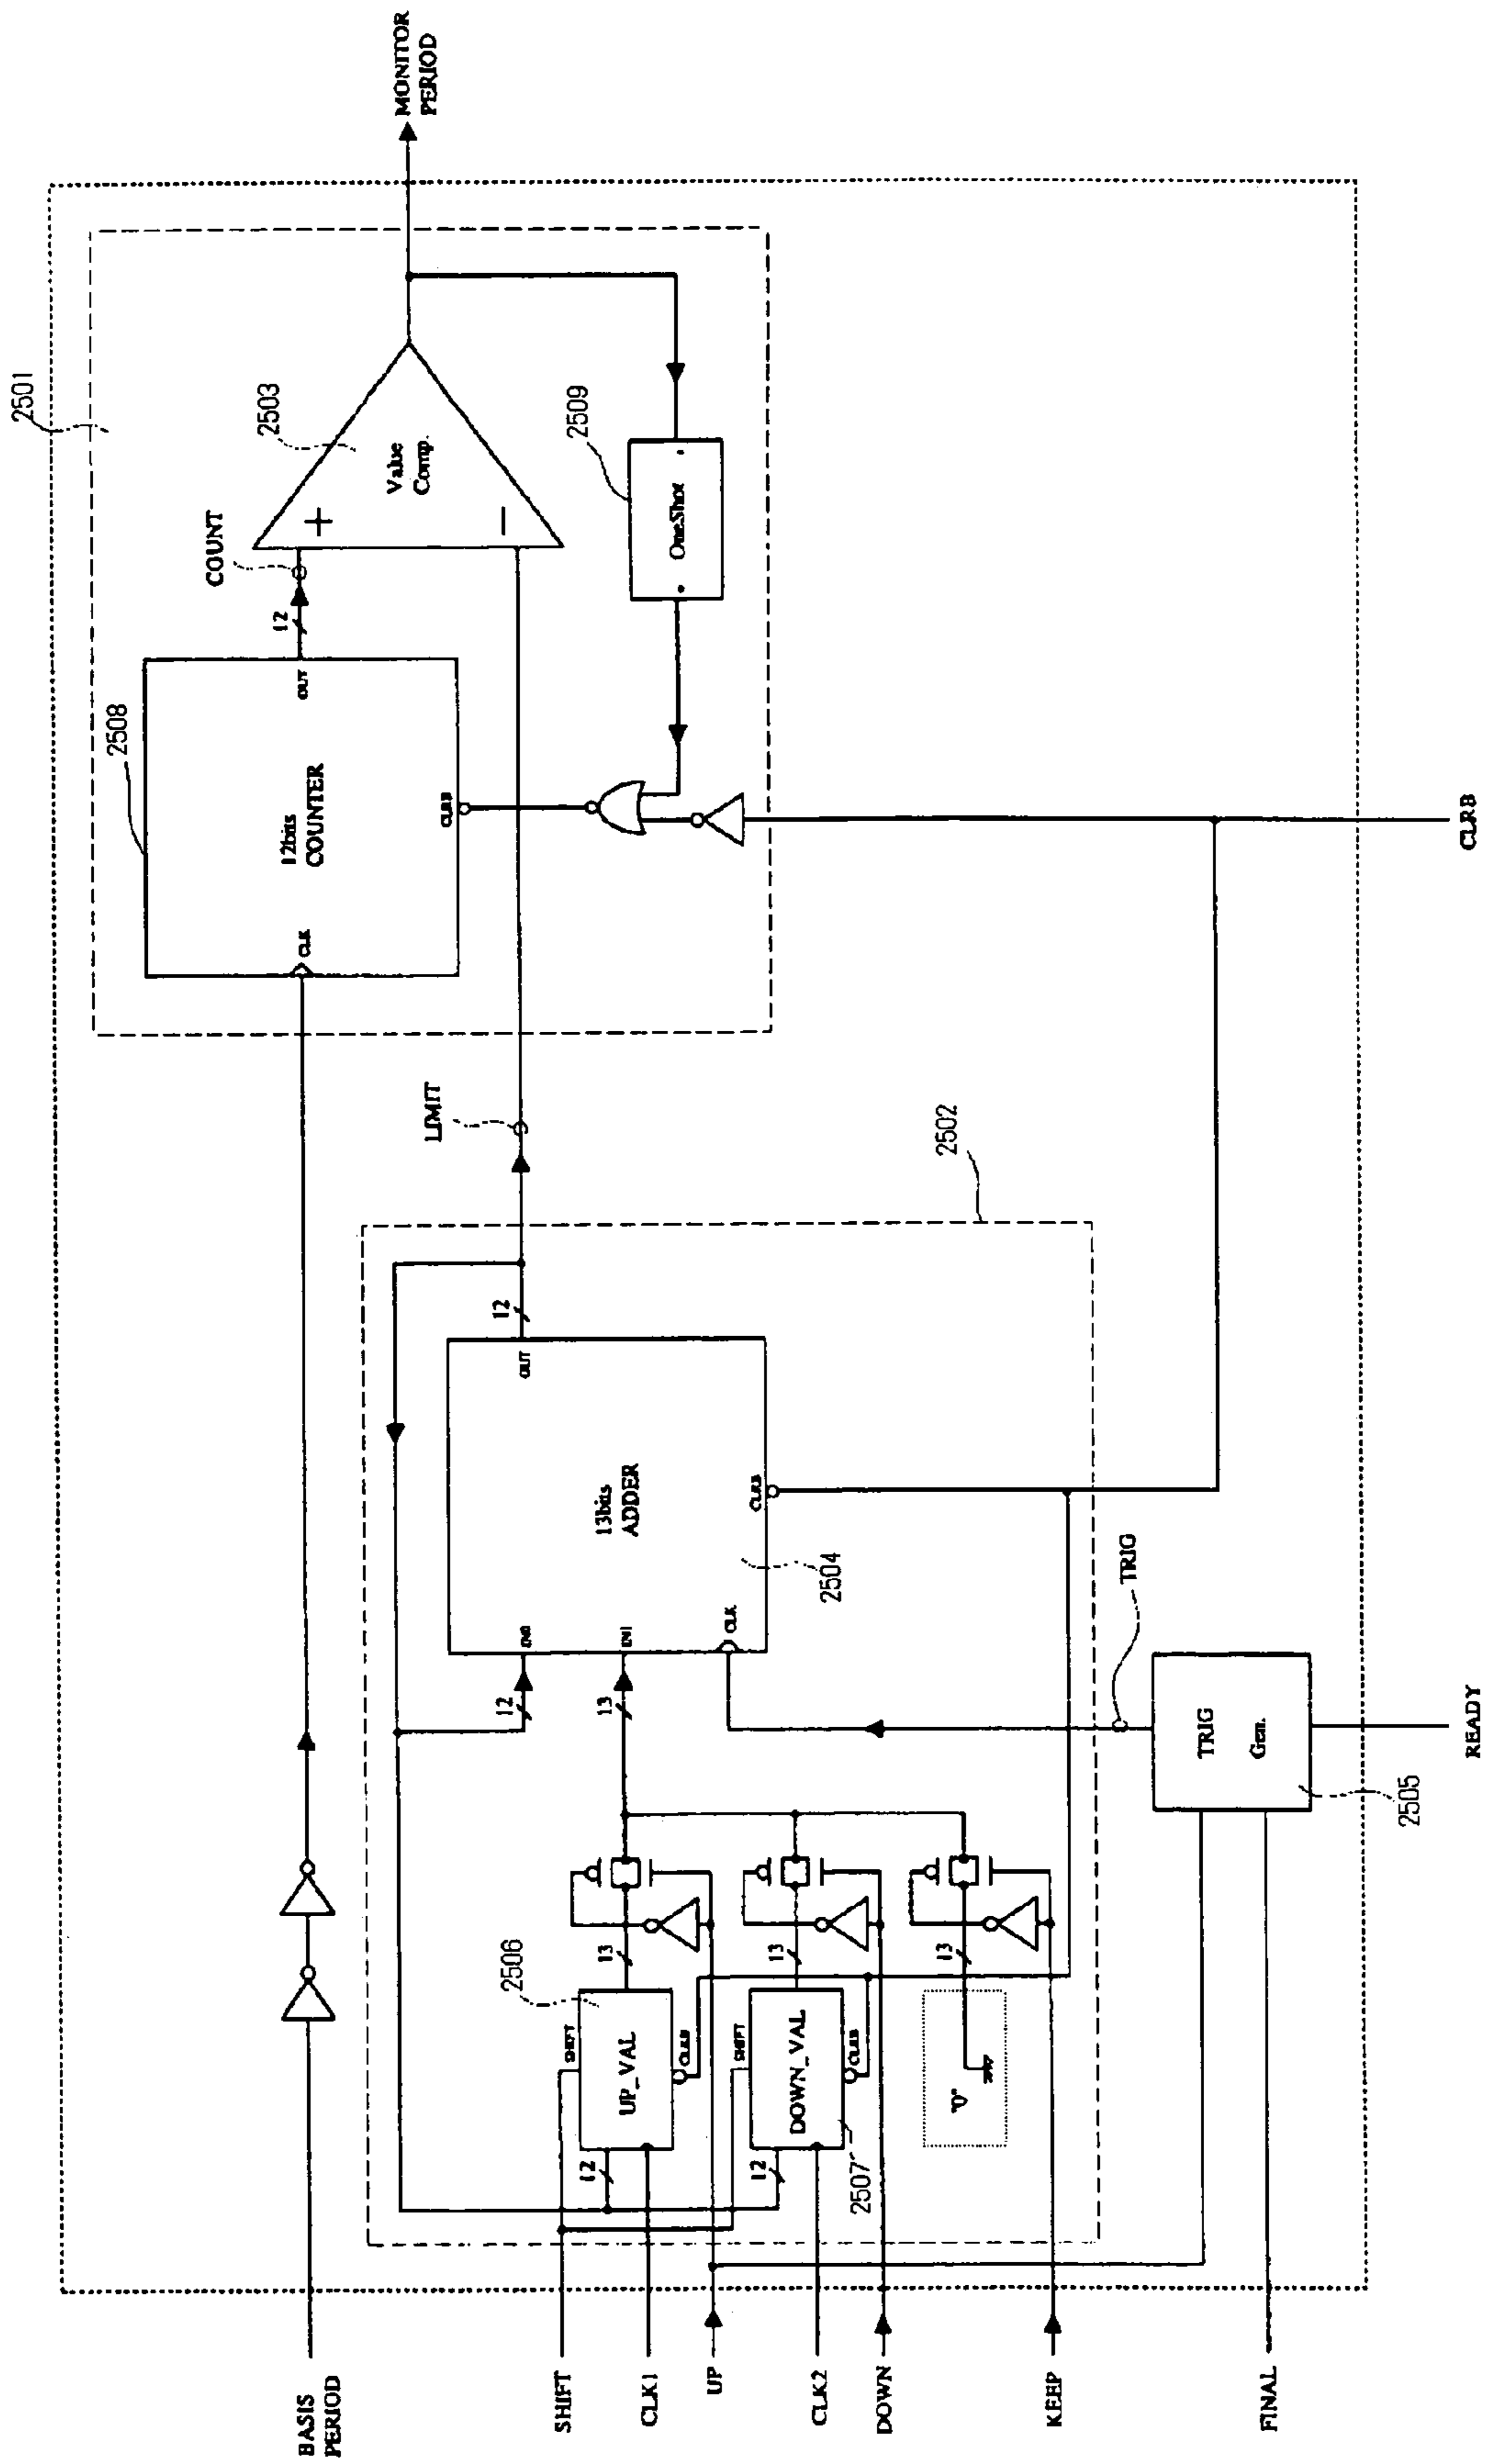 2501
MONITOR
PERIOD
2503
Value
Comp.
+
−
COUNT
12
2508
OUT
12bits
COUNTER
CLK
CLRB
2509
OneShot
LIMIT
2502
12
OUT
13bits
ADDER
IN0
IN1
CLK
CLRB
2504
12
13
TRIG
TRIG
Gen.
2505
READY
CLRB
2506
13
13
13
SHIFT
UP_VAL
CLRB
12
SHIFT
DOWN_VAL
CLRB
12
2507
"0"
BASIS
PERIOD
SHIFT
CLK1
UP
CLK2
DOWN
KEEP
FINAL